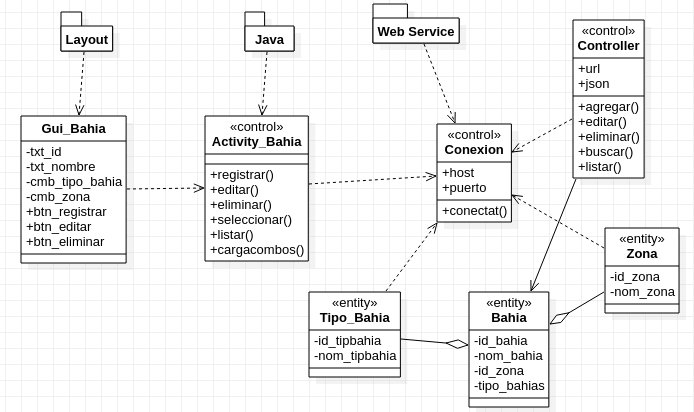 Layout
Java
Web Service
«control»
Controller
+url
+json
+agregar()
+editar()
+eliminar()
+buscar()
+listar()
Gui_Bahia
-txt_id
-txt_nombre
-cmb_tipo_bahia
-cmb_zona
+btn_registrar
+btn_editar
+btn_eliminar
«control»
Activity_Bahia
+registrar()
+editar()
+eliminar()
+seleccionar()
+listar()
+cargacombos()
«control»
Conexion
+host
+puerto
+conectat()
«entity»
Zona
-id_zona
-nom_zona
«entity»
Tipo_Bahia
-id_tipbahia
-nom_tipbahia
«entity»
Bahia
-id_bahia
-nom_bahia
-id_zona
-tipo_bahias